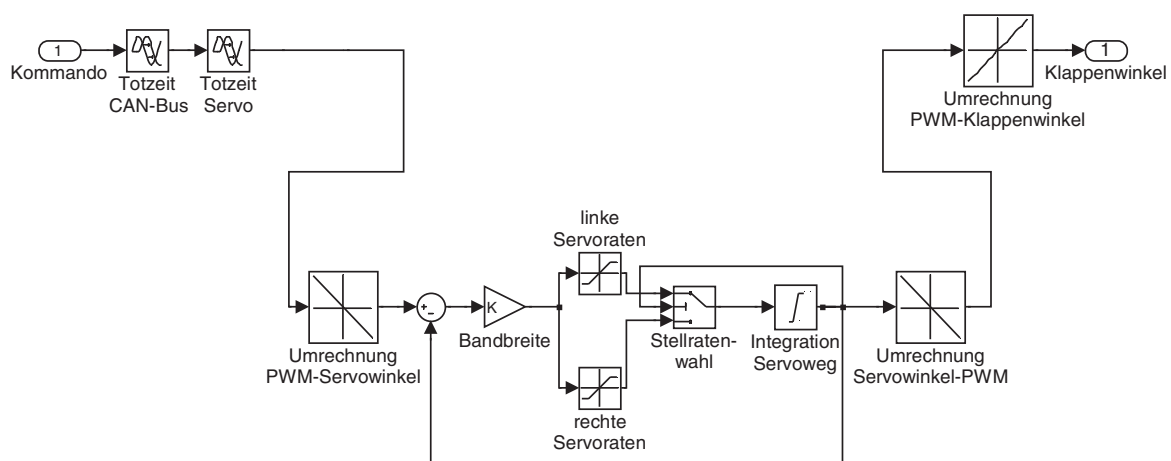 1
Kommando
Totzeit
CAN-Bus
Totzeit
Servo
1
Klappenwinkel
Umrechnung
PWM-Klappenwinkel
linke
Servoraten
Umrechnung
PWM-Servowinkel
+
−
K
Bandbreite
rechte
Servoraten
Stellraten-
wahl
Integration
Servoweg
Umrechnung
Servowinkel-PWM